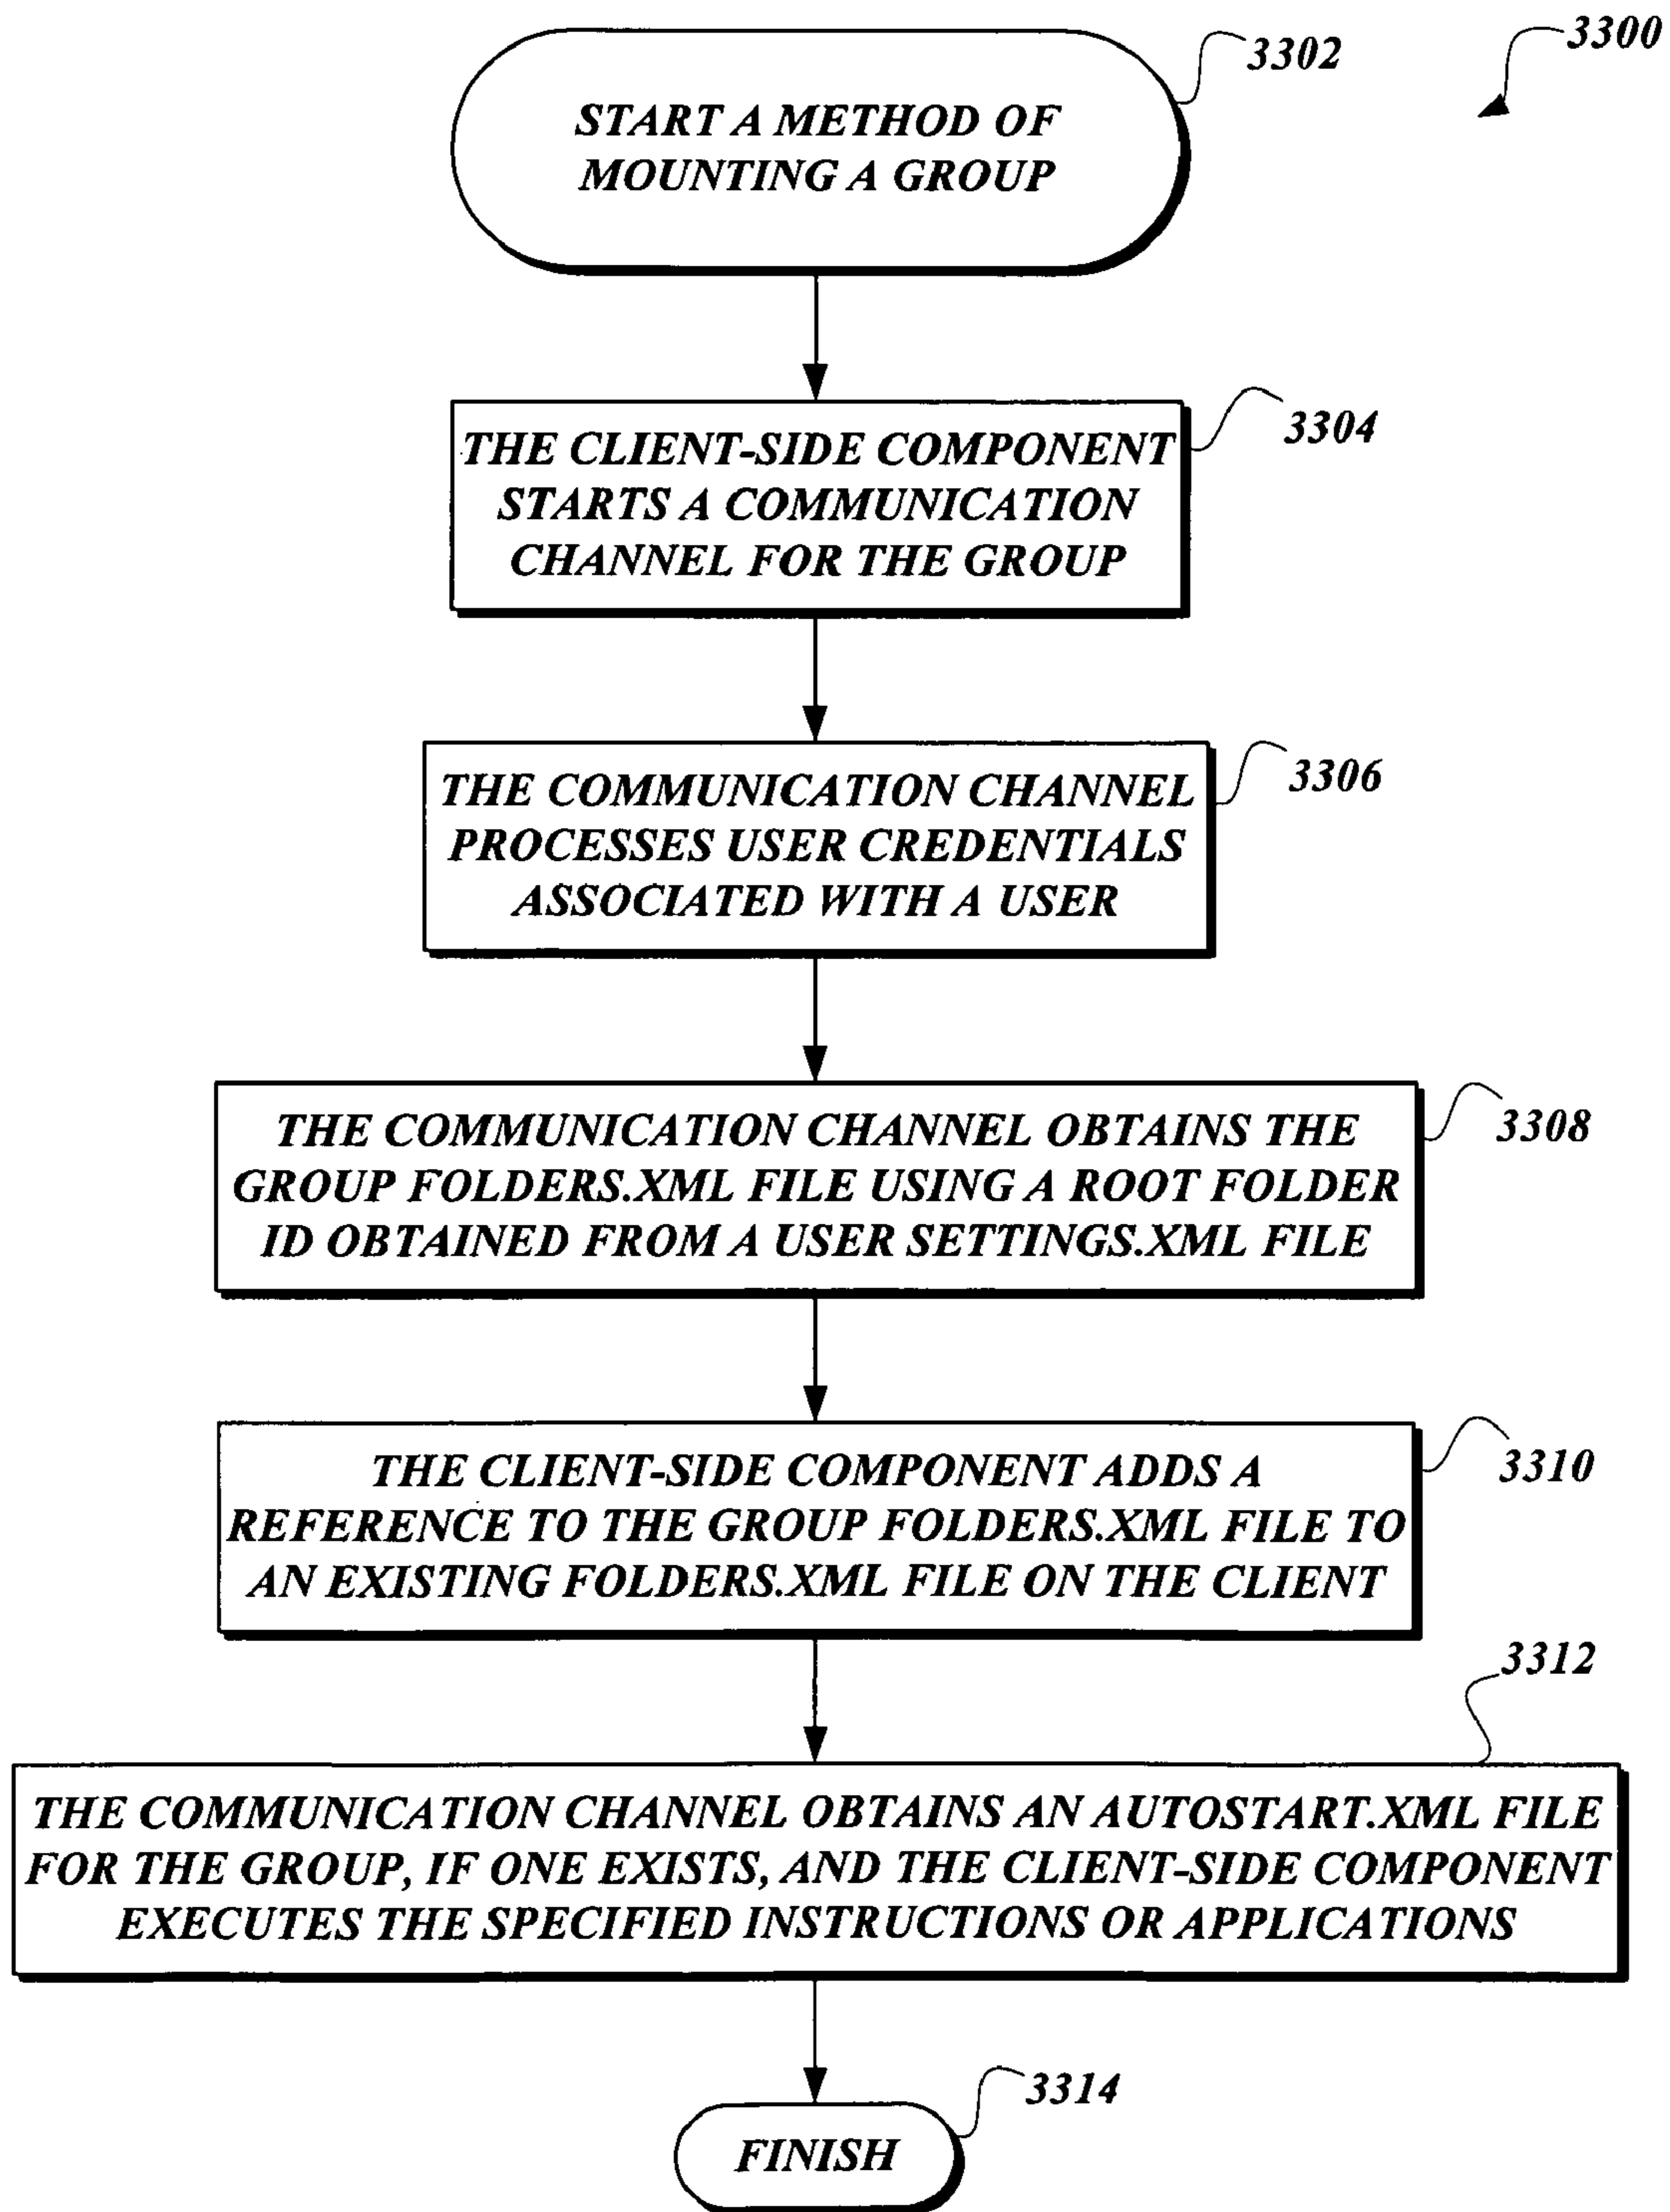 3300
3302
START A METHOD OF
MOUNTING A GROUP
3304
THE CLIENT-SIDE COMPONENT
STARTS A COMMUNICATION
CHANNEL FOR THE GROUP
3306
THE COMMUNICATION CHANNEL
PROCESSES USER CREDENTIALS
ASSOCIATED WITH A USER
3308
THE COMMUNICATION CHANNEL OBTAINS THE
GROUP FOLDERS.XML FILE USING A ROOT FOLDER
ID OBTAINED FROM A USER SETTINGS.XML FILE
3310
THE CLIENT-SIDE COMPONENT ADDS A
REFERENCE TO THE GROUP FOLDERS.XML FILE TO
AN EXISTING FOLDERS.XML FILE ON THE CLIENT
3312
THE COMMUNICATION CHANNEL OBTAINS AN AUTOSTART.XML FILE
FOR THE GROUP, IF ONE EXISTS, AND THE CLIENT-SIDE COMPONENT
EXECUTES THE SPECIFIED INSTRUCTIONS OR APPLICATIONS
3314
FINISH